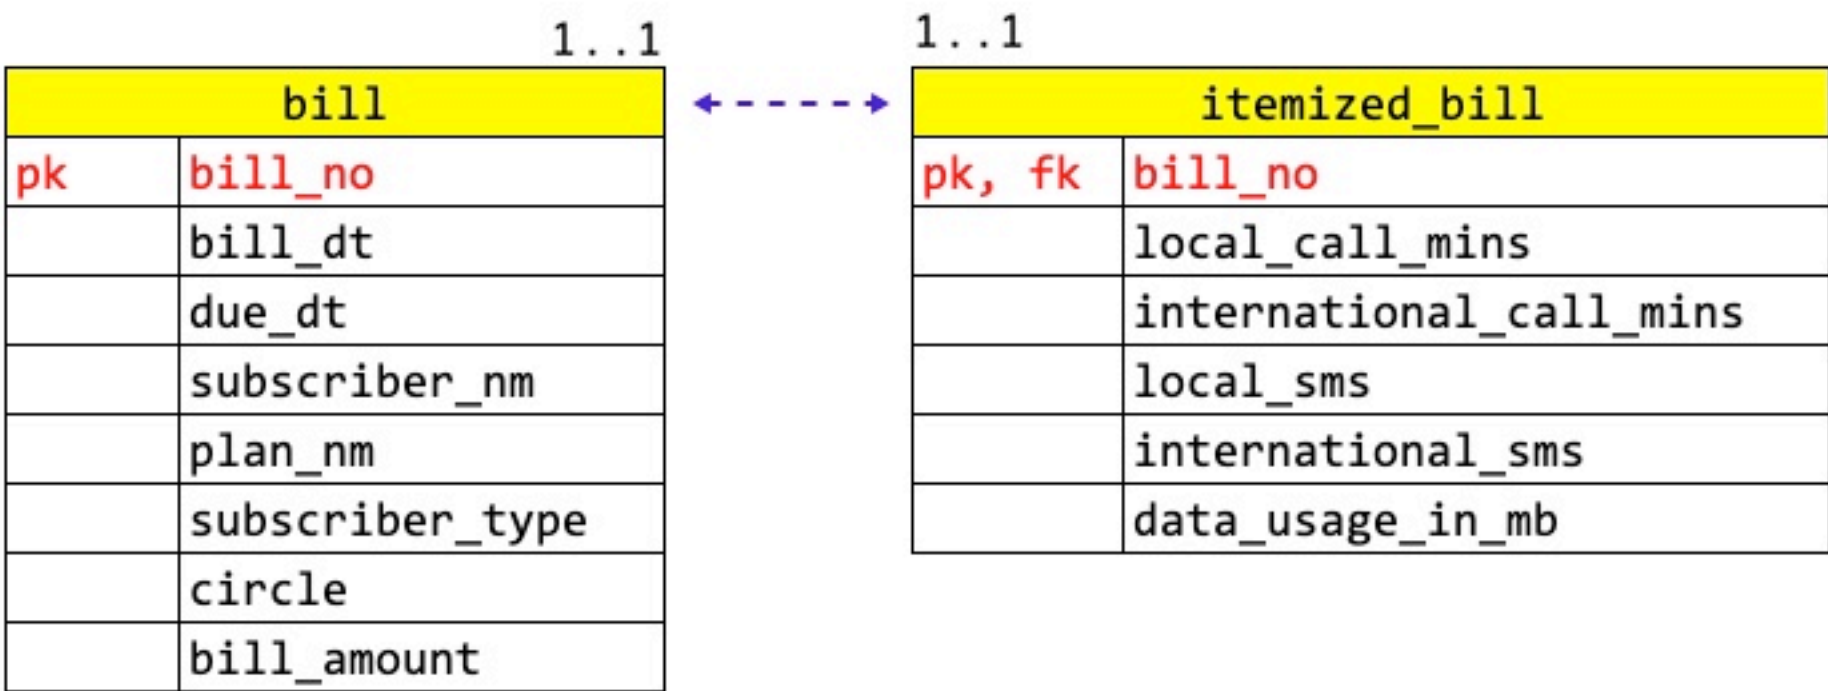 1..1 1..1
bill
pk bill_no
bill_dt
due_dt
subscriber_nm
plan_nm
subscriber_type
circle
bill_amount
itemized_bill
pk, fk bill_no
local_call_mins
international_call_mins
local_sms
international_sms
data_usage_in_mb